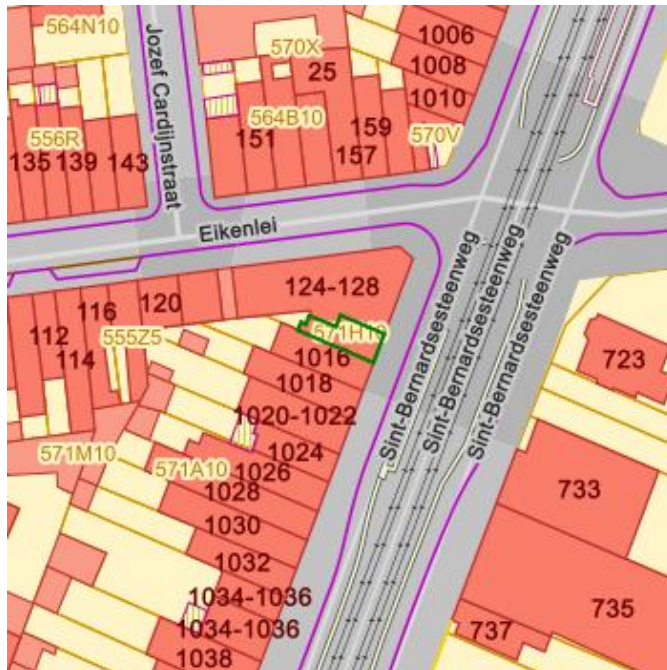 564N10
570X
1006
25
1008
1010
564B10
570V
Jozef Cardijnstraat
556R
135
139
143
151
157
159
Eikenlei
Sint-Bernardsesteenweg
Sint-Bernardsesteenweg
Sint-Bernardsesteenweg
124-128
116
120
112
114
555Z5
571H10
1016
1018
723
1020-1022
1024
571M10
571A10
1026
1028
733
1030
1032
1034-1036
1034-1036
735
737
1038